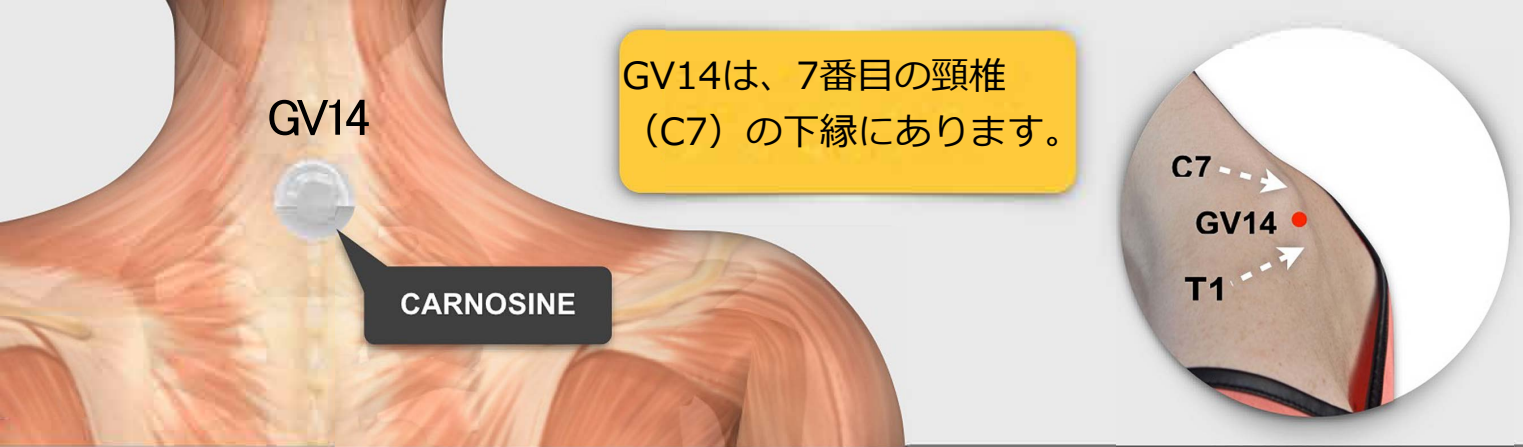 GV14
CARNOSINE
GV14は、7番目の頸椎
（C7）の下縁にあります。
C7
GV14
T1